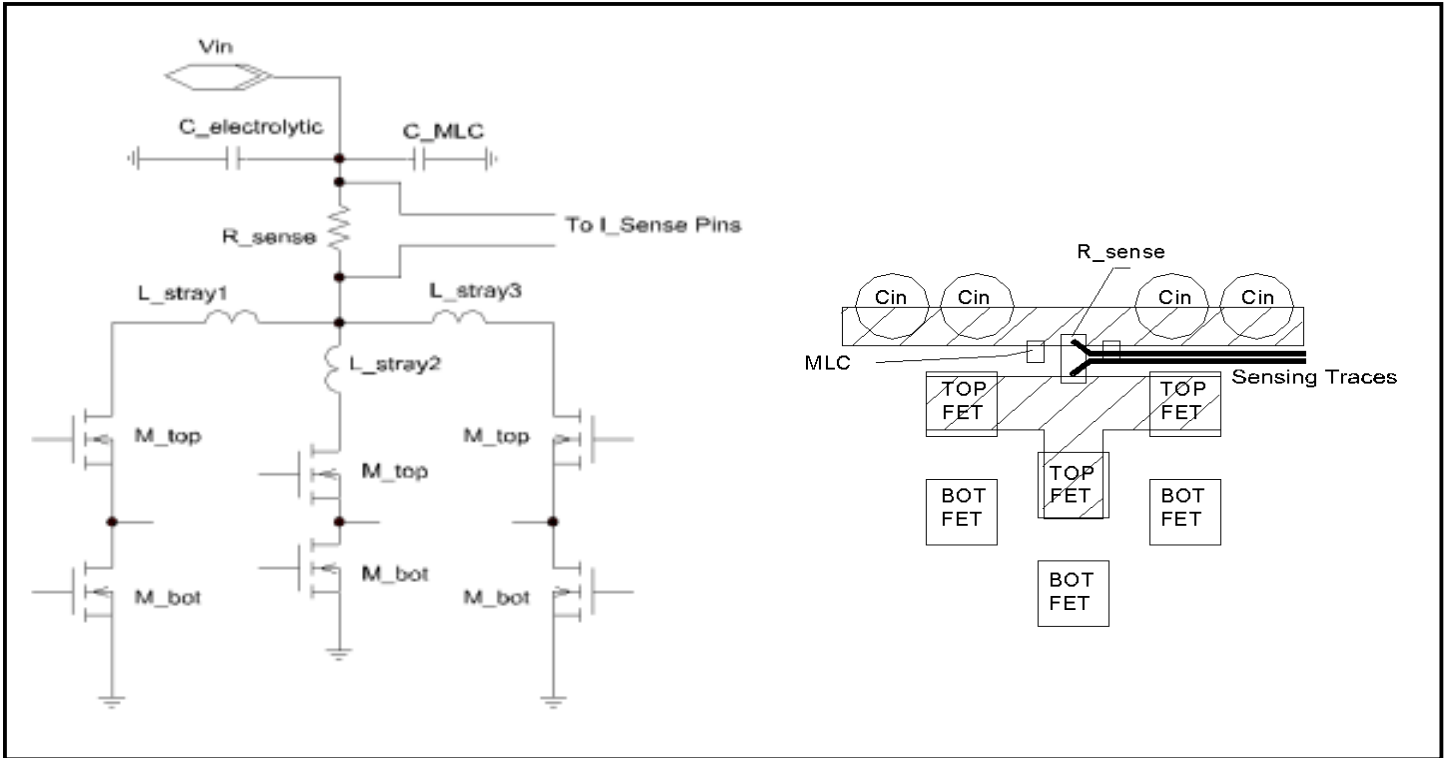 Vin
C_electrolytic
C_MLC
R_sense
To I_Sense Pins
L_stray1
L_stray3
L_stray2
M_top
M_top
M_top
M_bot
M_bot
M_bot
R_sense
Cin
Cin
Cin
Cin
MLC
Sensing Traces
TOP
FET
TOP
FET
TOP
FET
BOT
FET
BOT
FET
BOT
FET